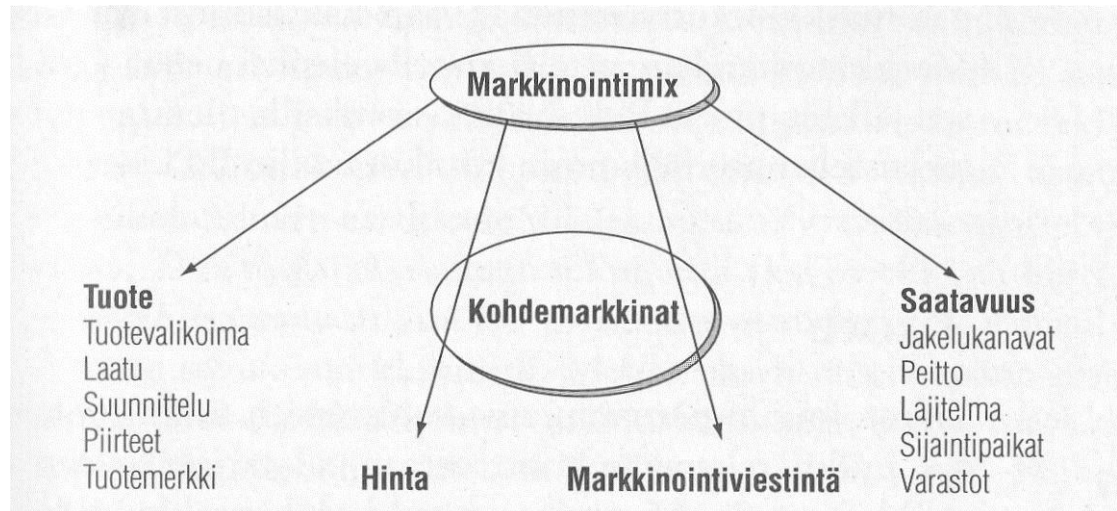 Markkinointimix
Kohdemarkkinat
Tuote
Tuotevalikoima
Laatu
Suunnittelu
Piirteet
Tuotemerkki
Hinta
Markkinointiviestintä
Saatavuus
Jakelukanavat
Peitto
Lajitelma
Sijaintipaikat
Varastot